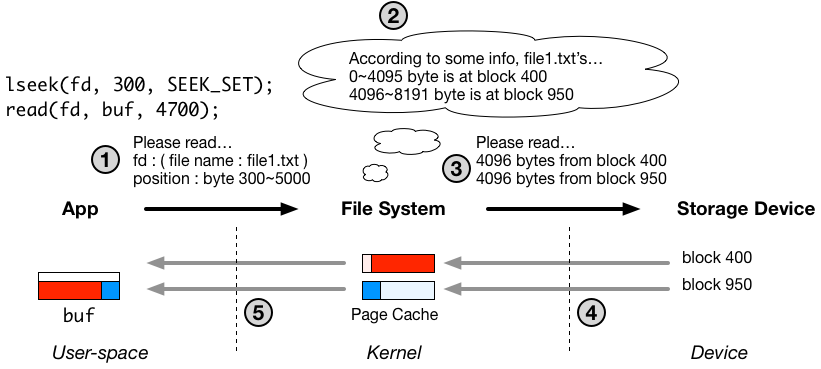 2
According to some info, file1.txt's…
0~4095 byte is at block 400
4096~8191 byte is at block 950
lseek(fd, 300, SEEK_SET);
read(fd, buf, 4700);
1
Please read…
fd : ( file name : file1.txt )
position : byte 300~5000
3
Please read…
4096 bytes from block 400
4096 bytes from block 950
App
File System
Storage Device
block 400
block 950
buf
5
Page Cache
4
User-space
Kernel
Device